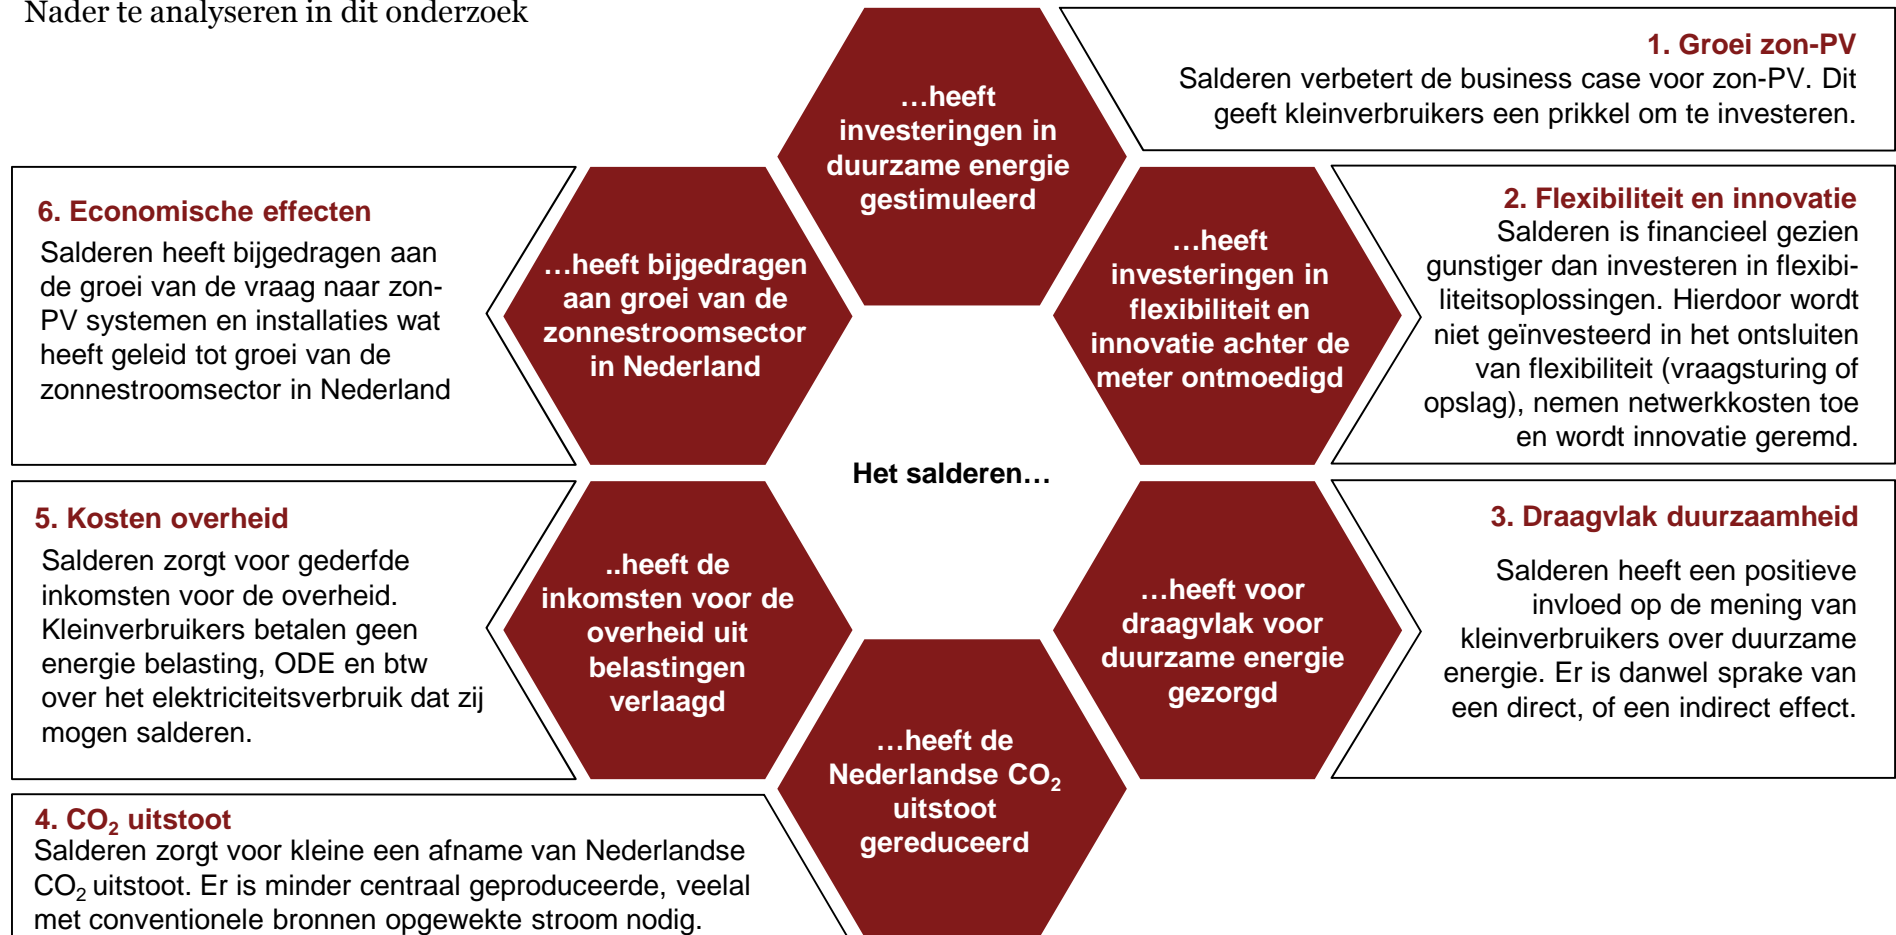 Nader te analyseren in dit onderzoek
…heeft
investeringen in
duurzame energie
gestimuleerd
1. Groei zon-PV
Salderen verbetert de business case voor zon-PV. Dit
geeft kleinverbruikers een prikkel om te investeren.
…heeft
investeringen in
flexibiliteit en
innovatie achter de
meter ontmoedigd
2. Flexibiliteit en innovatie
Salderen is financieel gezien
gunstiger dan investeren in flexibi-
liteitsoplossingen. Hierdoor wordt
niet geïnvesteerd in het ontsluiten
van flexibiliteit (vraagsturing of
opslag), nemen netwerkkosten toe
en wordt innovatie geremd.
Het salderen…
…heeft voor
draagvlak voor
duurzame energie
gezorgd
3. Draagvlak duurzaamheid
Salderen heeft een positieve
invloed op de mening van
kleinverbruikers over duurzame
energie. Er is danwel sprake van
een direct, of een indirect effect.
…heeft de
Nederlandse CO₂
uitstoot
gereduceerd
4. CO₂ uitstoot
Salderen zorgt voor kleine een afname van Nederlandse
CO₂ uitstoot. Er is minder centraal geproduceerde, veelal
met conventionele bronnen opgewekte stroom nodig.
..heeft de
inkomsten voor de
overheid uit
belastingen
verlaagd
5. Kosten overheid
Salderen zorgt voor gederfde
inkomsten voor de overheid.
Kleinverbruikers betalen geen
energie belasting, ODE en btw
over het elektriciteitsverbruik dat zij
mogen salderen.
…heeft bijgedragen
aan groei van de
zonnestroomsector
in Nederland
6. Economische effecten
Salderen heeft bijgedragen aan
de groei van de vraag naar zon-
PV systemen en installaties wat
heeft geleid tot groei van de
zonnestroomsector in Nederland